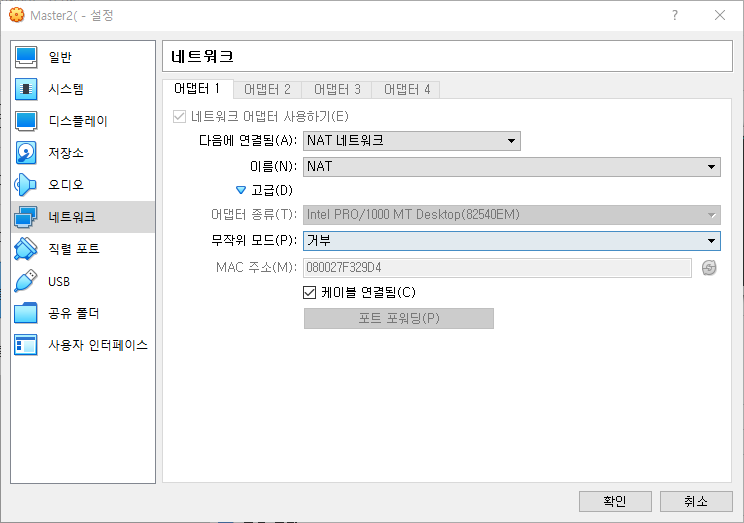 Master2( - 설정
일반
시스템
디스플레이
저장소
오디오
네트워크
직렬 포트
USB
공유 폴더
사용자 인터페이스
네트워크
어댑터 1 어댑터 2 어댑터 3 어댑터 4
네트워크 어댑터 사용하기(E)
다음에 연결됨(A): NAT 네트워크
이름(N): NAT
고급(D)
어댑터 종류(T): Intel PRO/1000 MT Desktop(82540EM)
무작위 모드(P): 거부
MAC 주소(M): 080027F329D4
케이블 연결됨(C)
포트 포워딩(P)
확인 취소